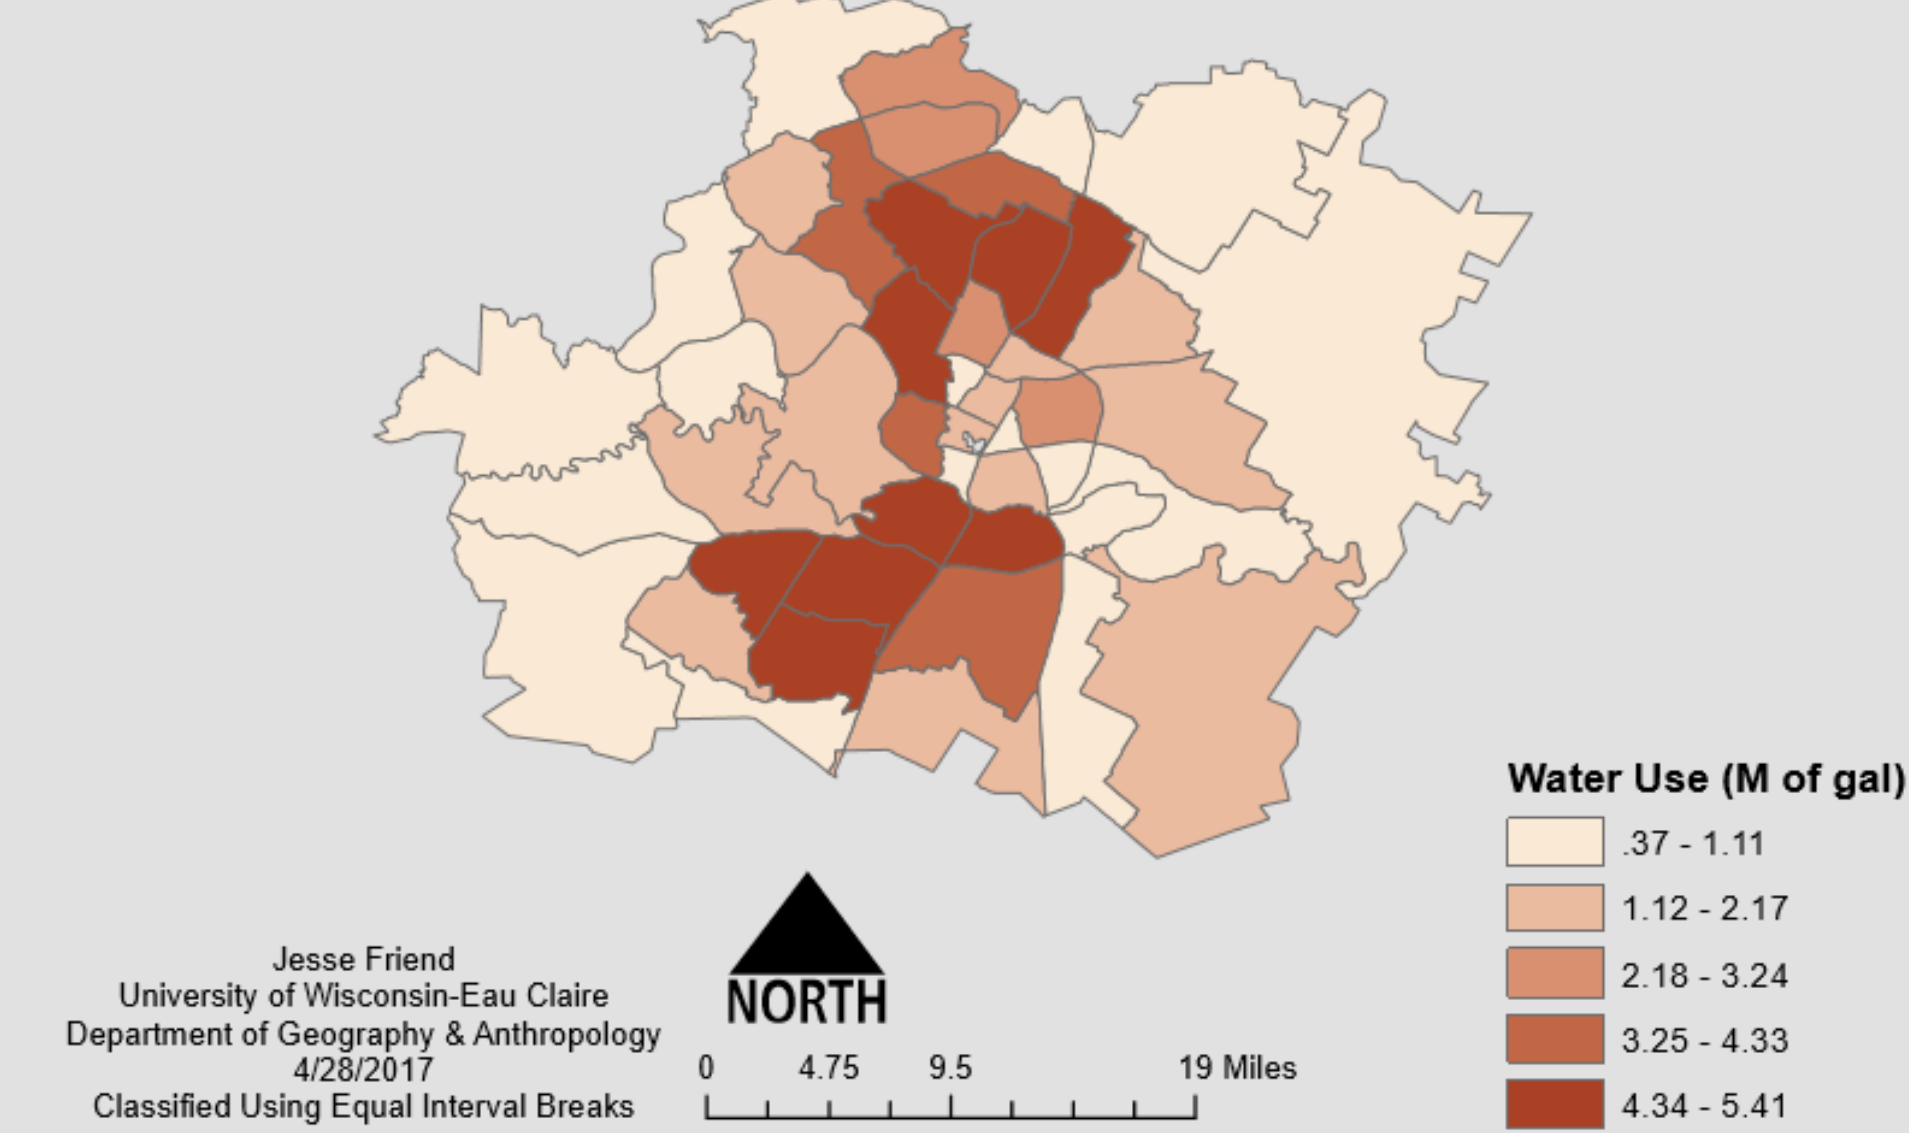 Water Use (M of gal)
.37 - 1.11
1.12 - 2.17
2.18 - 3.24
3.25 - 4.33
4.34 - 5.41
NORTH
Jesse Friend
University of Wisconsin-Eau Claire
Department of Geography & Anthropology
4/28/2017
Classified Using Equal Interval Breaks
0 4.75 9.5 19 Miles